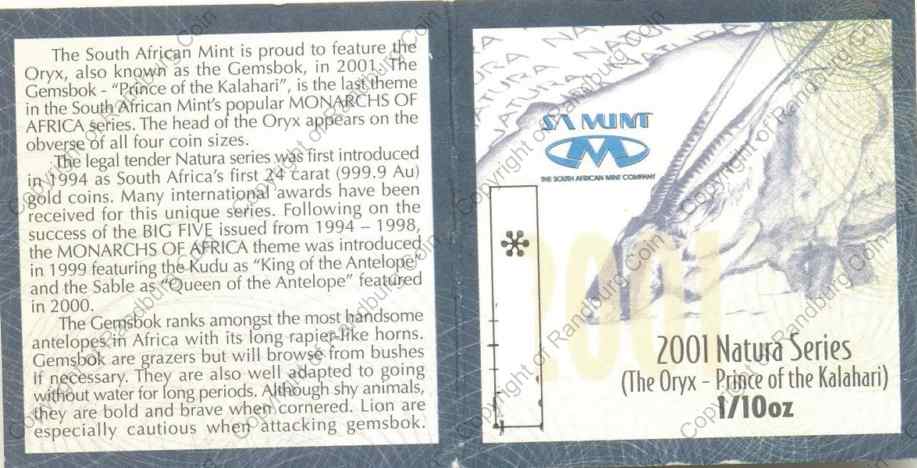 The South African Mint is proud to feature the
Oryx, also known as the Gemsbok, in 2001. The
Gemsbok - “Prince of the Kalahari”, is the last theme
in the South African Mint’s popular MONARCHS OF
AFRICA series. The head of the Oryx appears on the
obverse of all four coin sizes.
The legal tender Natura series was first introduced
in 1994 as South Africa’s first 24 carat (999.9 Au)
gold coins. Many international awards have been
received for this unique series. Following on the
success of the BIG FIVE issued from 1994 – 1998,
the MONARCHS OF AFRICA theme was introduced
in 1999 featuring the Kudu as “King of the Antelope”
and the Sable as “Queen of the Antelope” featured
in 2000.
The Gemsbok ranks amongst the most handsome
antelopes in Africa with its long rapier-like horns.
Gemsbok are grazers but will browse from bushes
if necessary. They are also well adapted to going
without water for long periods. Although shy animals,
they are bold and brave when cornered. Lion are
especially cautious when attacking gemsbok.
NATURA NATURA
SA MINT
THE SOUTH AFRICAN MINT COMPANY
2001
2001 Natura Series
(The Oryx – Prince of the Kalahari)
1/10oz
Copyright of Randburg Coin